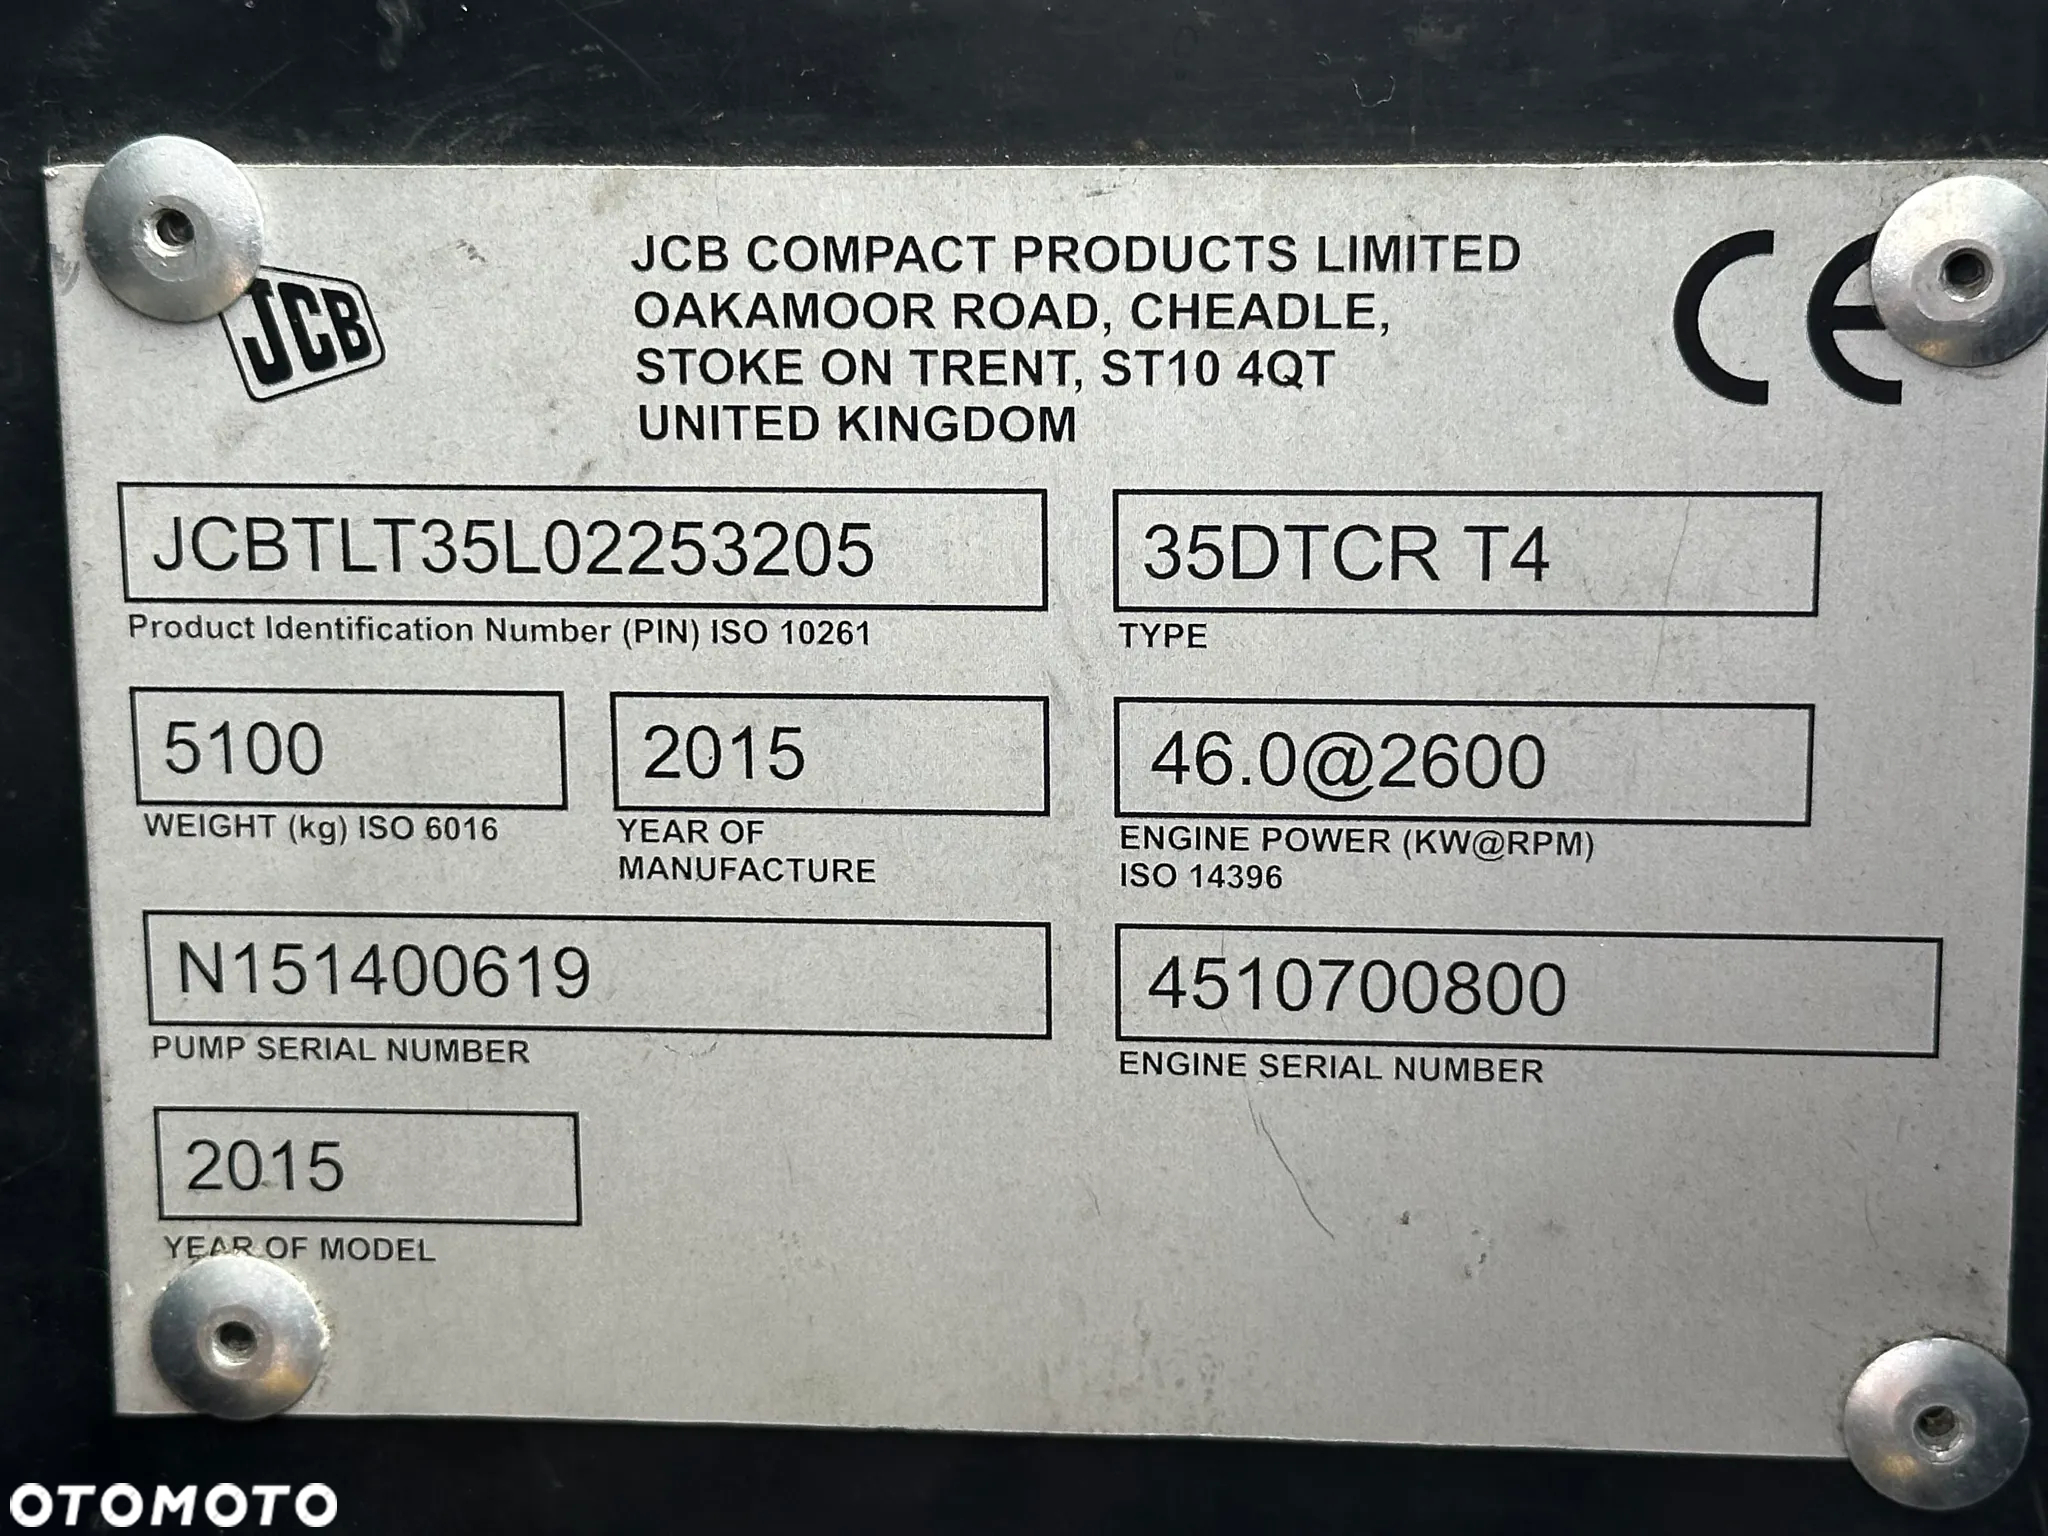 JCB
JCB COMPACT PRODUCTS LIMITED
OAKAMOOR ROAD, CHEADLE,
STOKE ON TRENT, ST10 4QT
UNITED KINGDOM
CE
JCBTLT35L02253205
Product Identification Number (PIN) ISO 10261
35DTCR T4
TYPE
5100
WEIGHT (kg) ISO 6016
2015
YEAR OF
MANUFACTURE
46.0@2600
ENGINE POWER (KW@RPM)
ISO 14396
N151400619
PUMP SERIAL NUMBER
4510700800
ENGINE SERIAL NUMBER
2015
YEAR OF MODEL
OTOMOTO